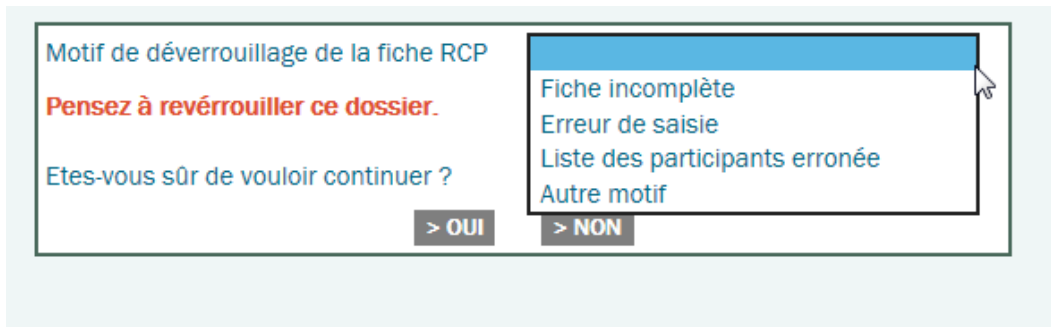 Motif de déverrouillage de la fiche RCP
Fiche incomplète
Pensez à revérrouiller ce dossier.
Erreur de saisie
Liste des participants erronée
Etes-vous sûr de vouloir continuer ?
Autre motif
> OUI
> NON